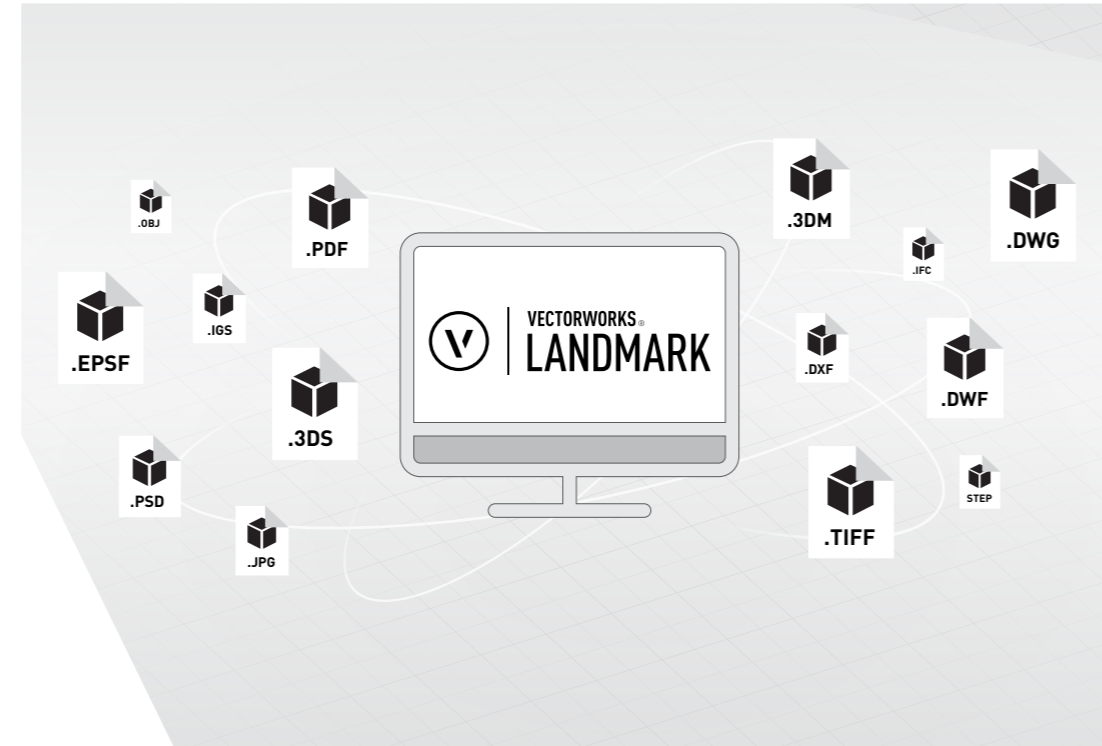 .OBJ
.PDF
.3DM
.DWG
.IFC
.EPSF
.IGS
VECTORWORKS®
LANDMARK
.DXF
.DWF
.3DS
.PSD
STEP
.JPG
.TIFF